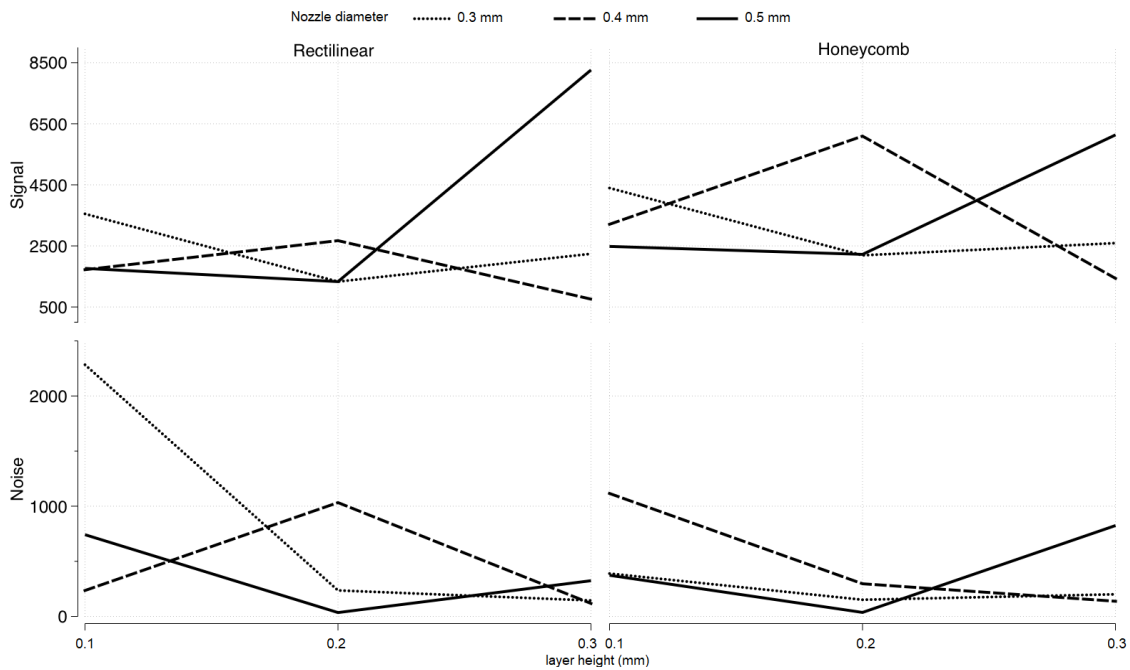 Nozzle diameter 0.3 mm 0.4 mm 0.5 mm
Rectilinear Honeycomb
8500
6500
4500
2500
500
Signal
2000
1000
0
Noise
0.1 0.2 0.3 0.1 0.2 0.3
layer height (mm)